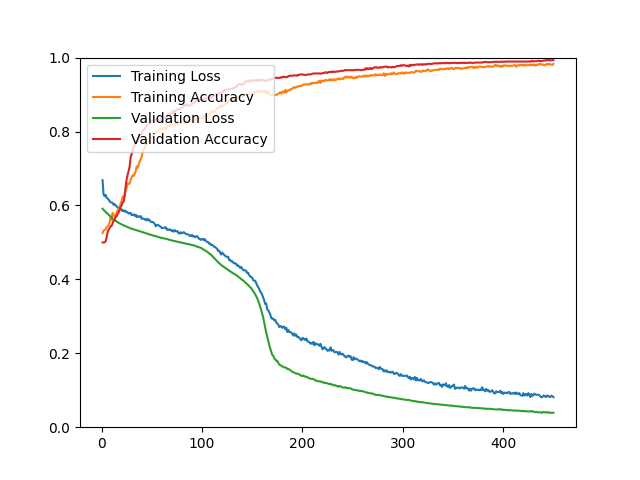 1.0
0.8
0.6
0.4
0.2
0.0
Training Loss
Training Accuracy
Validation Loss
Validation Accuracy
0 100 200 300 400